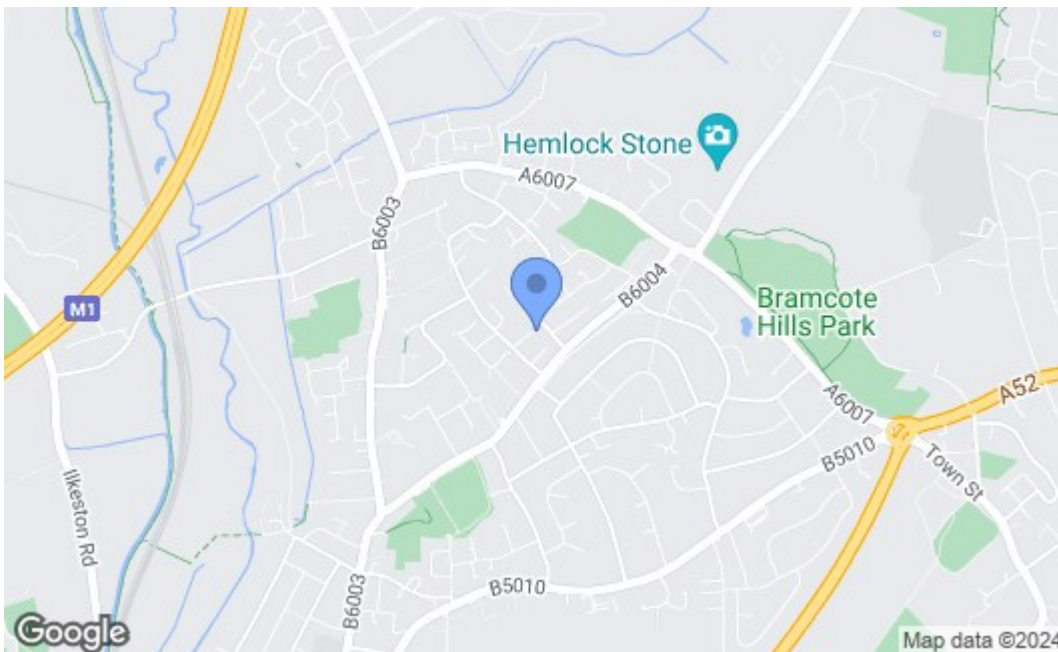 Hemlock Stone
A6007
B6003
B6004
M1
Bramcote
Hills Park
A52
A6007
B5010
Town St
Ilkeston Rd
B5010
B6003
Google
Map data ©2024